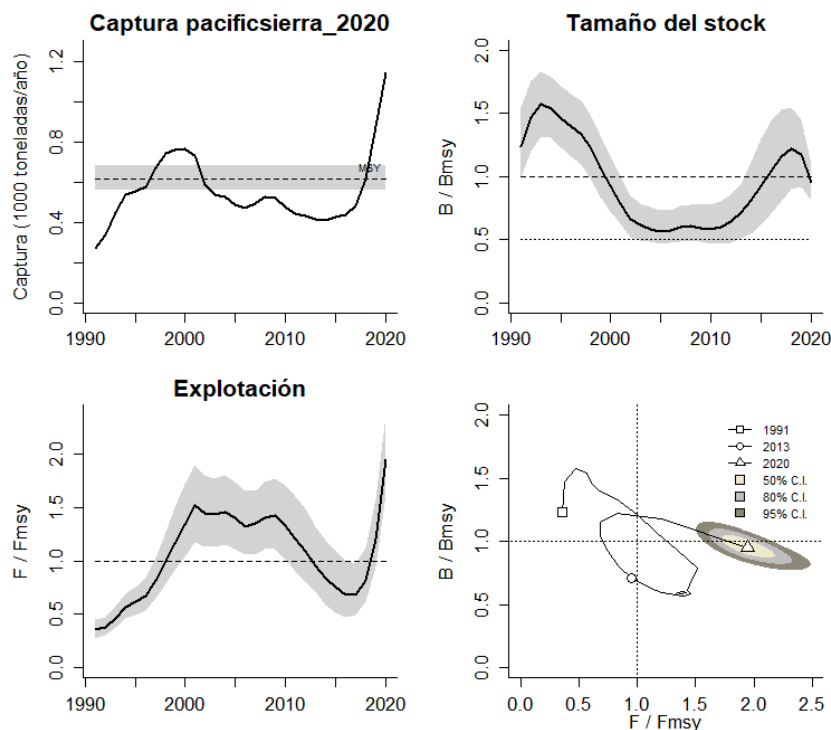 Captura pacificsierra_2020
Captura (1000 toneladas/año)
0.0 0.4 0.8 1.2
MSY
1990 2000 2010 2020
Tamaño del stock
B / Bmsy
0.0 0.5 1.0 1.5 2.0
1990 2000 2010 2020
Explotación
F / Fmsy
0.0 0.5 1.0 1.5 2.0
1990 2000 2010 2020
B / Bmsy
0.0 0.5 1.0 1.5 2.0
1991
2013
2020
50% C.I.
80% C.I.
95% C.I.
0.0 0.5 1.0 1.5 2.0 2.5
F / Fmsy